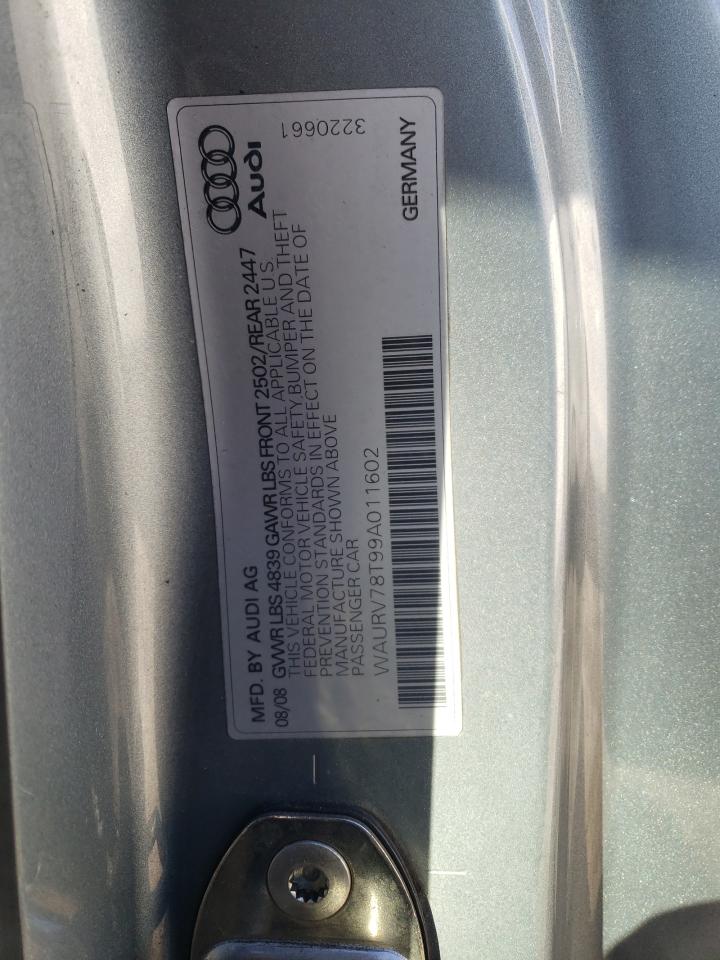 MFD. BY AUDI AG
Audi
08/08 GVWR LBS 4839 GAWR LBS FRONT 2502/REAR 2447
THIS VEHICLE CONFORMS TO ALL APPLICABLE U.S.
FEDERAL MOTOR VEHICLE SAFETY,BUMPER AND THEFT
PREVENTION STANDARDS IN EFFECT ON THE DATE OF
MANUFACTURE SHOWN ABOVE
PASSENGER CAR
3220661
WAURV78T99A011602
GERMANY